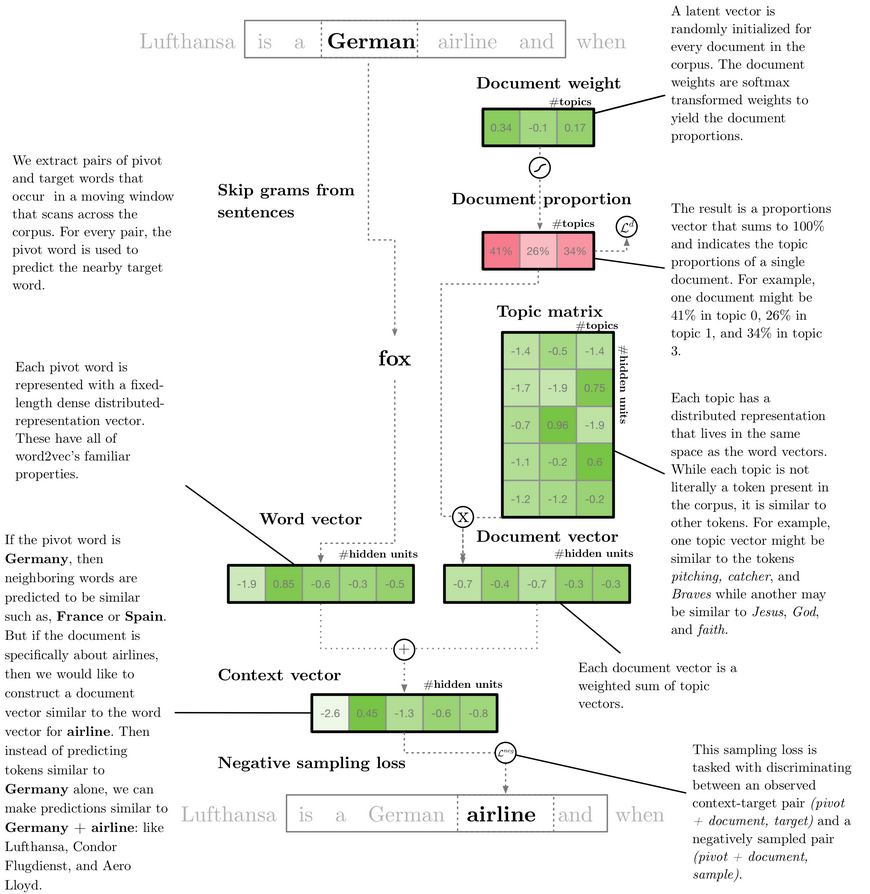 Lufthansa is a German airline and when
A latent vector is
randomly initialized for
every document in the
corpus. The document
weights are softmax
transformed weights to
yield the document
proportions.
Document weight
#topics
0.34 -0.1 0.17
We extract pairs of pivot
and target words that
occur in a moving window
that scans across the
corpus. For every pair, the
pivot word is used to
predict the nearby target
word.
Skip grams from
sentences
Document proportion
#topics
ℒᵈ
41% 26% 34%
The result is a proportions
vector that sums to 100%
and indicates the topic
proportions of a single
document. For example,
one document might be
41% in topic 0, 26% in
topic 1, and 34% in topic
3.
Topic matrix
#topics
#hidden units
-1.4 -0.5 -1.4
-1.7 -1.9 0.75
-0.7 0.96 -1.9
-1.1 -0.2 0.6
-1.2 -1.2 -0.2
fox
Each pivot word is
represented with a fixed-
length dense distributed-
representation vector.
These have all of
word2vec's familiar
properties.
Each topic has a
distributed representation
that lives in the same
space as the word vectors.
While each topic is not
literally a token present in
the corpus, it is similar to
other tokens. For example,
one topic vector might be
similar to the tokens
pitching, catcher, and
Braves while another may
be similar to Jesus, God,
and faith.
Word vector
#hidden units
-1.9 0.85 -0.6 -0.3 -0.5
X
Document vector
#hidden units
-0.7 -0.4 -0.7 -0.3 -0.3
+
If the pivot word is
Germany, then
neighboring words are
predicted to be similar
such as, France or Spain.
But if the document is
specifically about airlines,
then we would like to
construct a document
vector similar to the word
vector for airline. Then
instead of predicting
tokens similar to
Germany alone, we can
make predictions similar to
Germany + airline: like
Lufthansa, Condor
Flugdienst, and Aero
Lloyd.
Each document vector is a
weighted sum of topic
vectors.
Context vector
#hidden units
-2.6 0.45 -1.3 -0.6 -0.8
Negative sampling loss
ℒⁿᵉᵍ
This sampling loss is
tasked with discriminating
between an observed
context-target pair (pivot
+ document, target) and a
negatively sampled pair
(pivot + document,
sample).
Lufthansa is a German airline and when